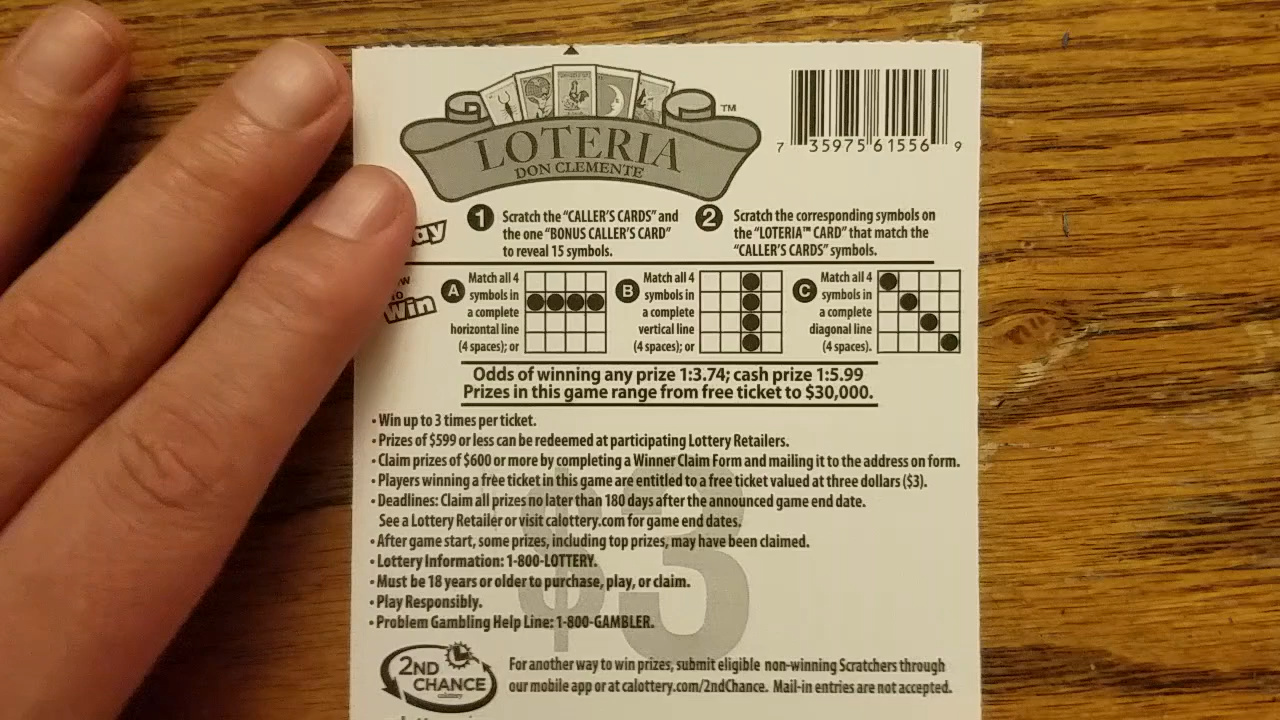 LOTERIA
TM
DON CLEMENTE
7 35975 61556 9
1 Scratch the "CALLER'S CARDS" and
the one "BONUS CALLER'S CARD"
to reveal 15 symbols.
2 Scratch the corresponding symbols on
the "LOTERIA™ CARD" that match the
"CALLER'S CARDS" symbols.
Win
A Match all 4
symbols in
a complete
horizontal line
(4 spaces); or
B Match all 4
symbols in
a complete
vertical line
(4 spaces); or
C Match all 4
symbols in
a complete
diagonal line
(4 spaces).
Odds of winning any prize 1:3.74; cash prize 1:5.99
Prizes in this game range from free ticket to $30,000.
• Win up to 3 times per ticket.
• Prizes of $599 or less can be redeemed at participating Lottery Retailers.
• Claim prizes of $600 or more by completing a Winner Claim Form and mailing it to the address on form.
• Players winning a free ticket in this game are entitled to a free ticket valued at three dollars ($3).
• Deadlines: Claim all prizes no later than 180 days after the announced game end date.
See a Lottery Retailer or visit calottery.com for game end dates.
• After game start, some prizes, including top prizes, may have been claimed.
• Lottery Information: 1-800-LOTTERY.
• Must be 18 years or older to purchase, play, or claim.
• Play Responsibly.
• Problem Gambling Help Line: 1-800-GAMBLER.
$3
2ND
CHANCE
calottery
For another way to win prizes, submit eligible non-winning Scratchers through
our mobile app or at calottery.com/2ndChance. Mail-in entries are not accepted.